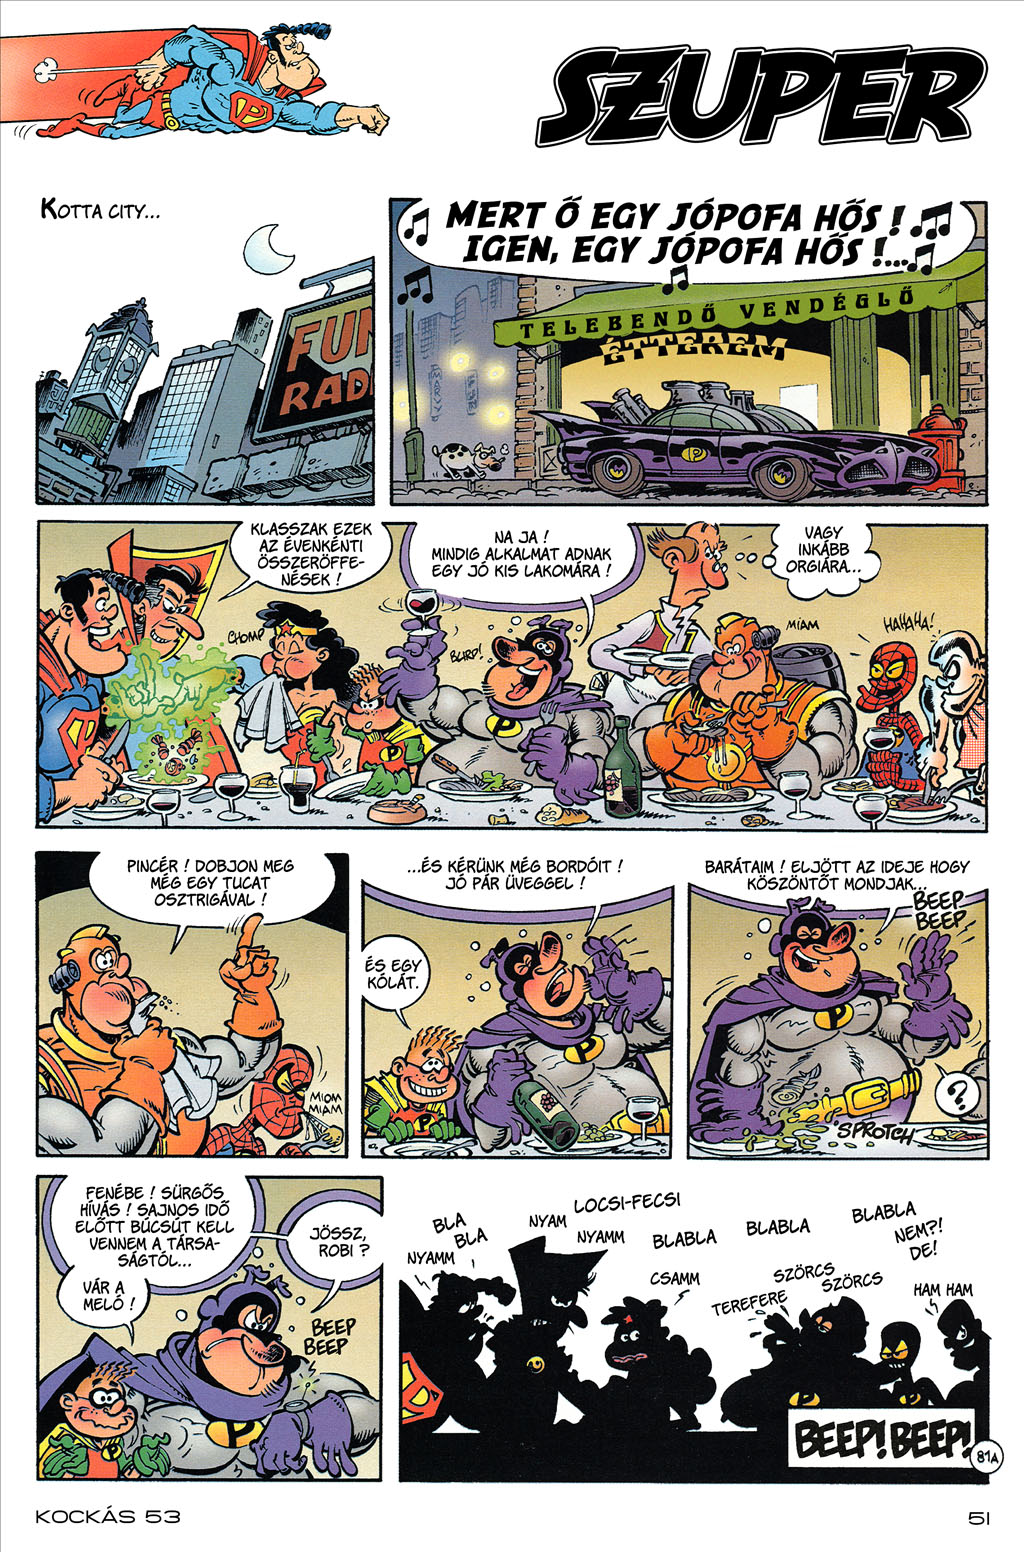 SZUPER
KOTTA CITY...
FUN
RADI
MERT Ő EGY JÓPOFA HŐS !
IGEN, EGY JÓPOFA HŐS !...
TELEBENDŐ VENDÉGLŐ
ÉTTEREM
P
KLASSZAK EZEK
AZ ÉVENKÉNTI
ÖSSZERÖFFE-
NÉSEK !
NA JA !
MINDIG ALKALMAT ADNAK
EGY JÓ KIS LAKOMÁRA !
VAGY
INKÁBB
ORGIÁRA...
CHOMP
BURP!
MIAM
HAHAHA!
P
PINCÉR ! DOBJON MEG
MÉG EGY TUCAT
OSZTRIGÁVAL !
MIOM
MIAM
...ÉS KÉRÜNK MÉG BORDÓIT !
JÓ PÁR ÜVEGGEL !
ÉS EGY
KÓLÁT.
P
BARÁTAIM ! ELJÖTT AZ IDEJE HOGY
KÖSZÖNTŐT MONDJAK...
BEEP
BEEP
P
?
SPROTCH
FENÉBE ! SÜRGŐS
HÍVÁS ! SAJNOS IDŐ
ELŐTT BÚCSÚT KELL
VENNEM A TÁRSA-
SÁGTÓL...
JÖSSZ,
ROBI ?
VÁR A
MELÓ !
BEEP
BEEP
P
BLA
BLA
NYAMM
NYAM
LOCSI-FECSI
NYAMM
BLABLA
CSAMM
BLABLA
TEREFERE
SZÖRCS
SZÖRCS
BLABLA
NEM?!
DE!
HAM HAM
BEEP! BEEP!
81A
KOCKÁS 53
51